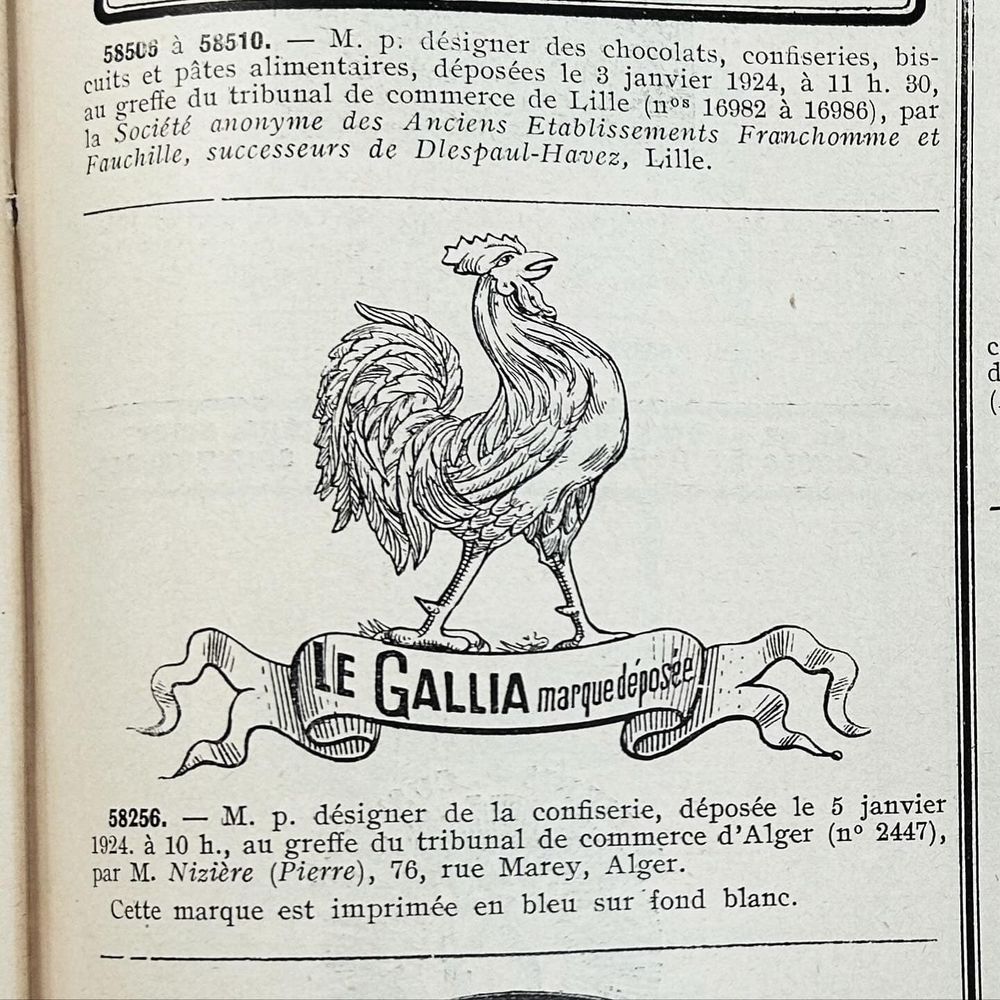 58506 à 58510. — M. p. désigner des chocolats, confiseries, bis-
cuits et pâtes alimentaires, déposées le 3 janvier 1924, à 11 h. 30,
au greffe du tribunal de commerce de Lille (nᵒˢ 16982 à 16986), par
la Société anonyme des Anciens Etablissements Franchomme et
Fauchille, successeurs de Dlespaul-Havez, Lille.
LE GALLIA marque déposée
58256. — M. p. désigner de la confiserie, déposée le 5 janvier
1924. à 10 h., au greffe du tribunal de commerce d'Alger (nº 2447),
par M. Nizière (Pierre), 76, rue Marey, Alger.
Cette marque est imprimée en bleu sur fond blanc.
c
d
(